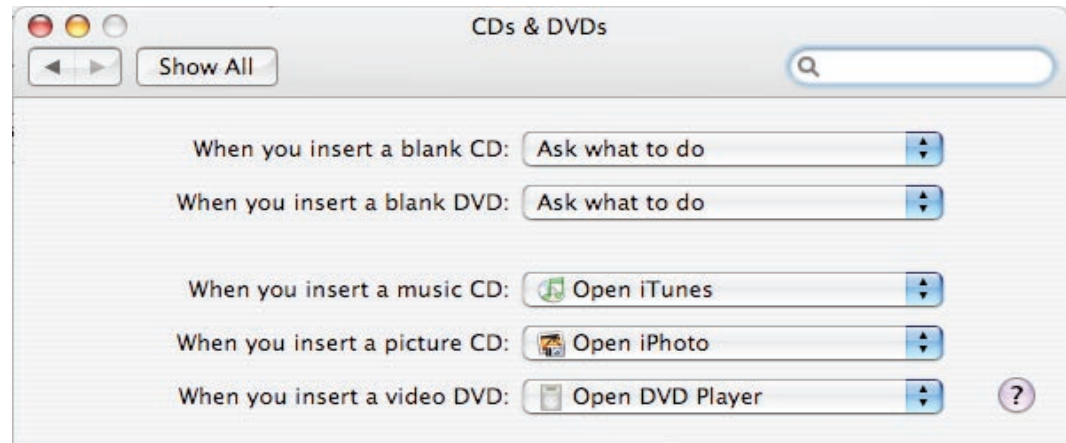 CDs & DVDs
Show All
When you insert a blank CD: Ask what to do
When you insert a blank DVD: Ask what to do
When you insert a music CD: Open iTunes
When you insert a picture CD: Open iPhoto
When you insert a video DVD: Open DVD Player ?